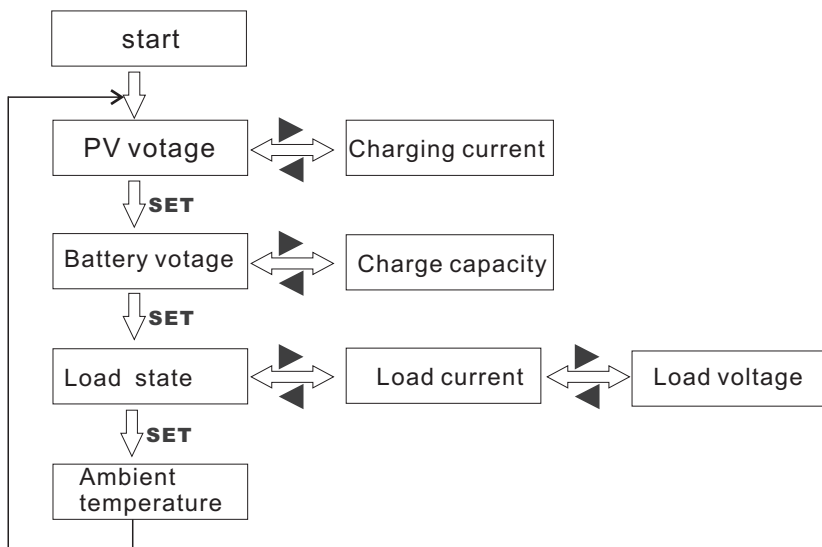 start
PV votage
Charging current
SET
Battery votage
Charge capacity
SET
Load state
Load current
Load voltage
SET
Ambient
temperature